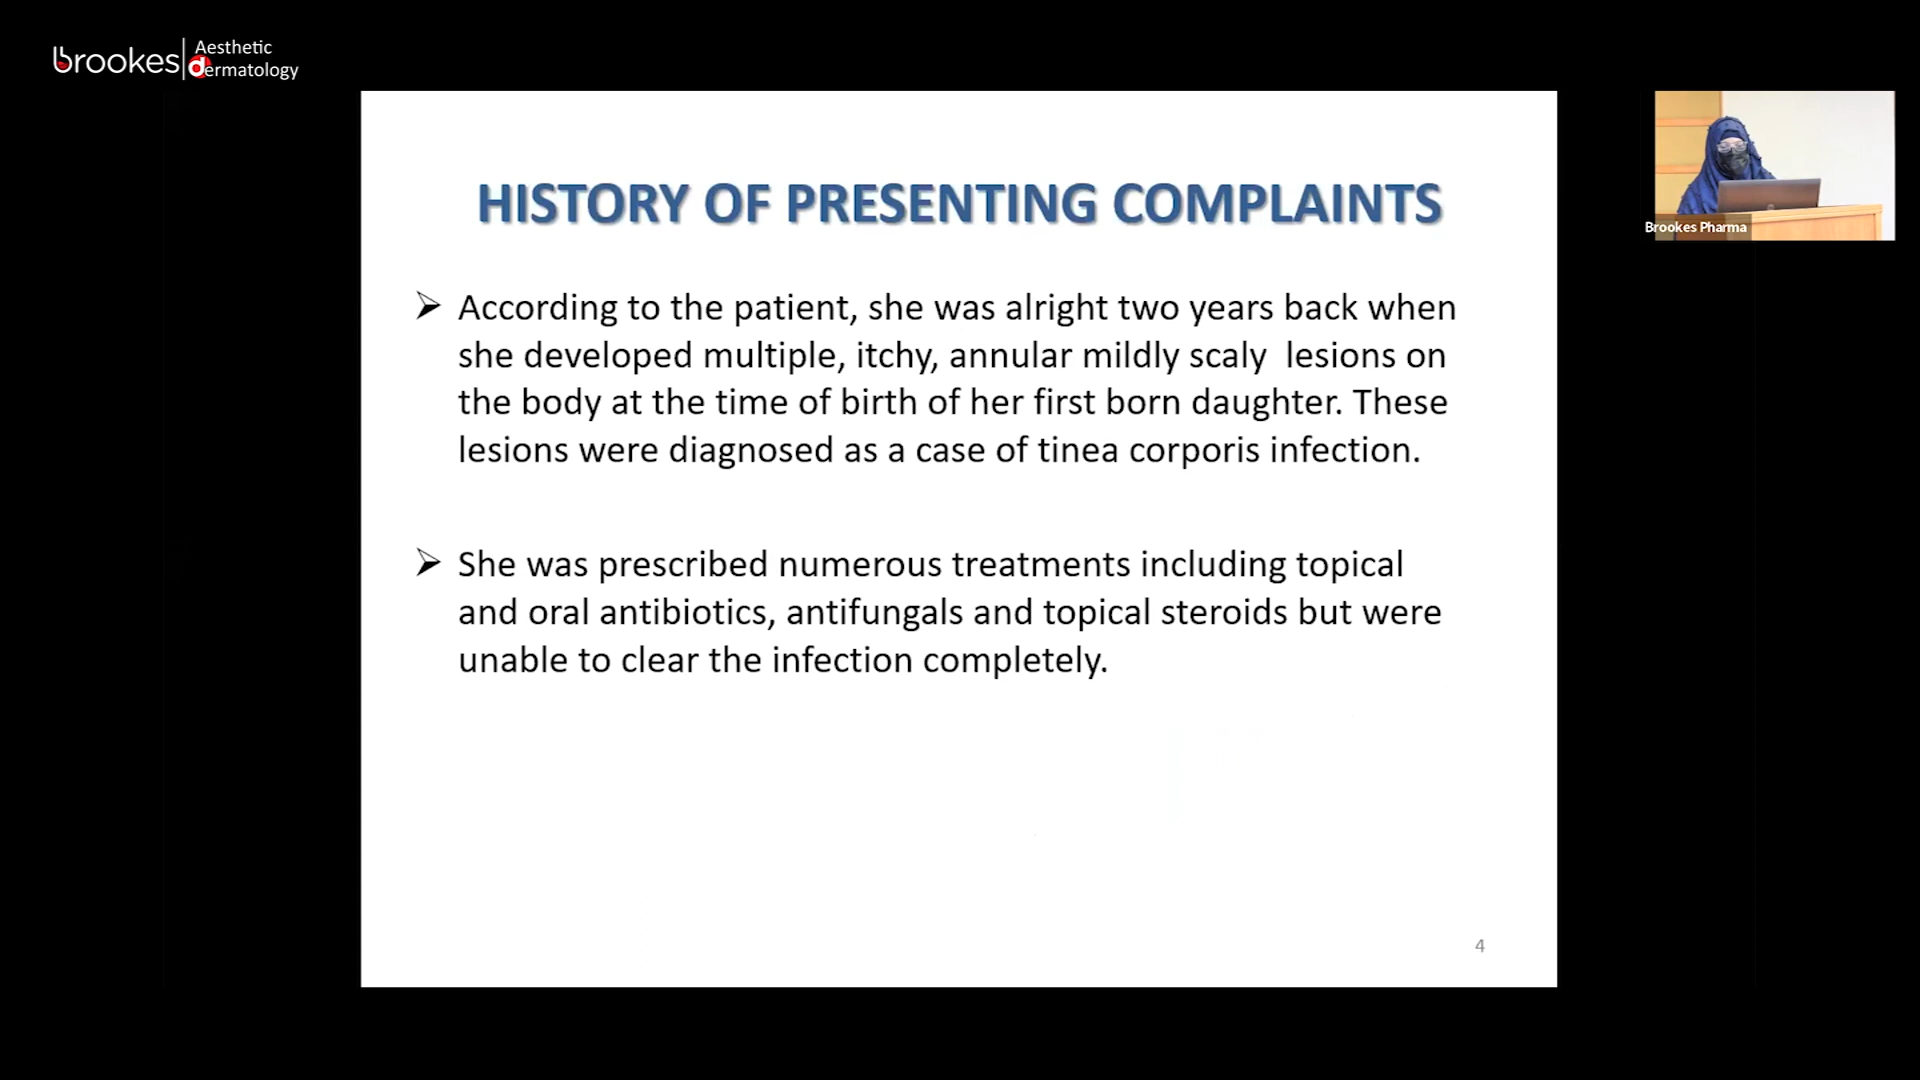 brookes
Aesthetic
dermatology
HISTORY OF PRESENTING COMPLAINTS
➢ According to the patient, she was alright two years back when
she developed multiple, itchy, annular mildly scaly lesions on
the body at the time of birth of her first born daughter. These
lesions were diagnosed as a case of tinea corporis infection.
➢ She was prescribed numerous treatments including topical
and oral antibiotics, antifungals and topical steroids but were
unable to clear the infection completely.
4
Brookes Pharma